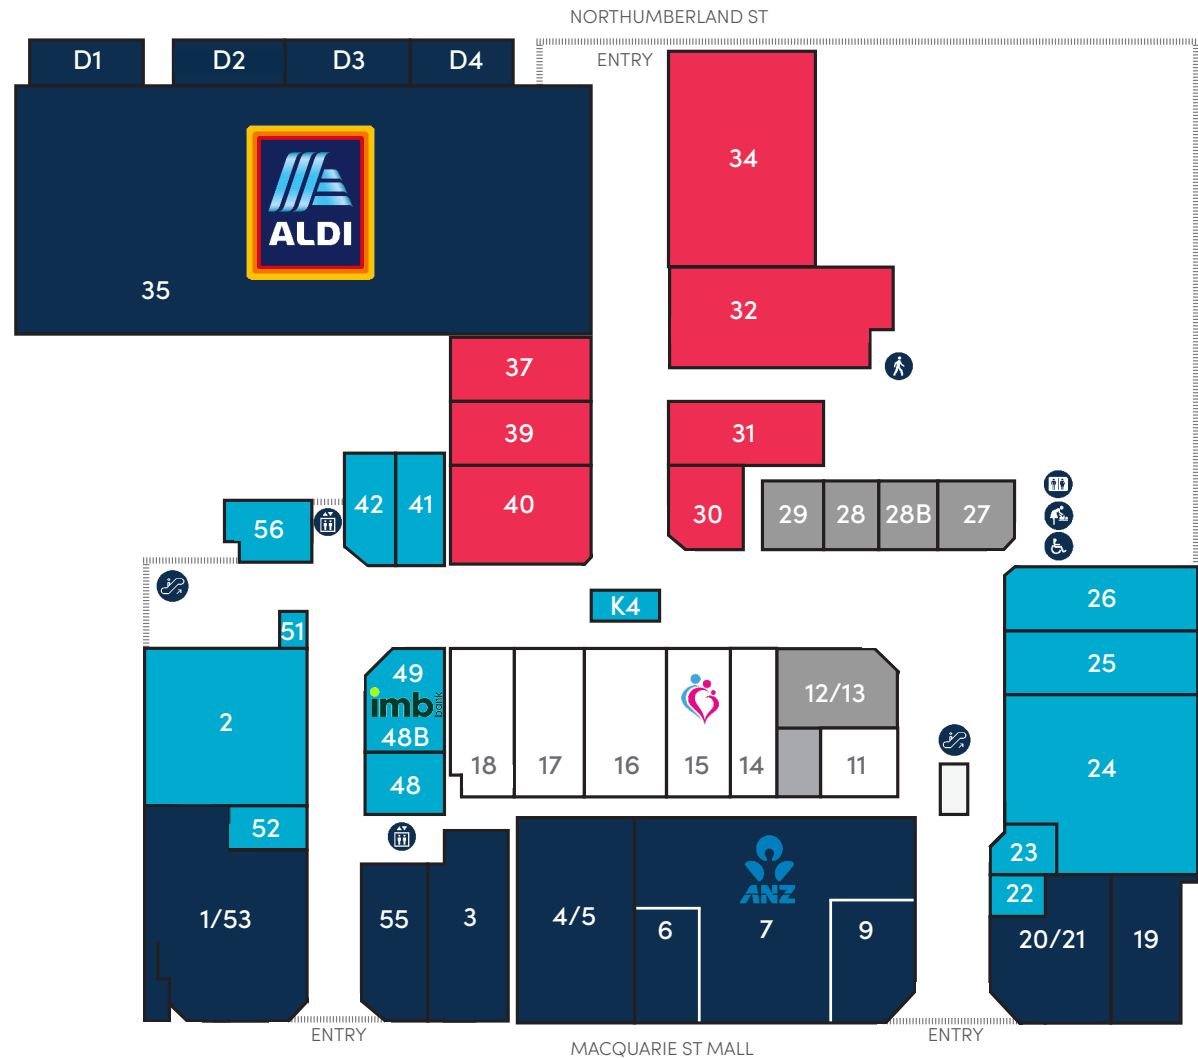 NORTHUMBERLAND ST
D1 D2 D3 D4
ENTRY
34
ALDI
35
32
37
39
31
42 41 40 30 29 28 28B 27
56
K4
26
51
49
25
2
imb bank
48B
12/13
48
18 17 16 15 14 11
24
52
23
ANZ
22
1/53 55 3 4/5 6 7 9 20/21 19
ENTRY ENTRY
MACQUARIE ST MALL